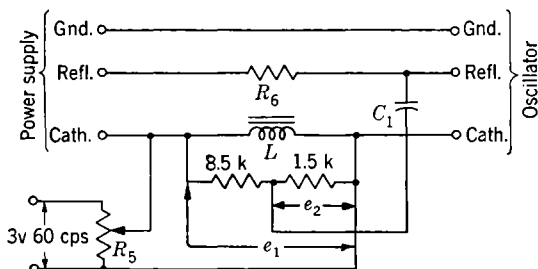 Power supply
Gnd.
Gnd.
Refl.
R6
Refl.
C1
Oscillator
Cath.
L
Cath.
8.5 k
1.5 k
e2
e1
3v 60 cps
R5